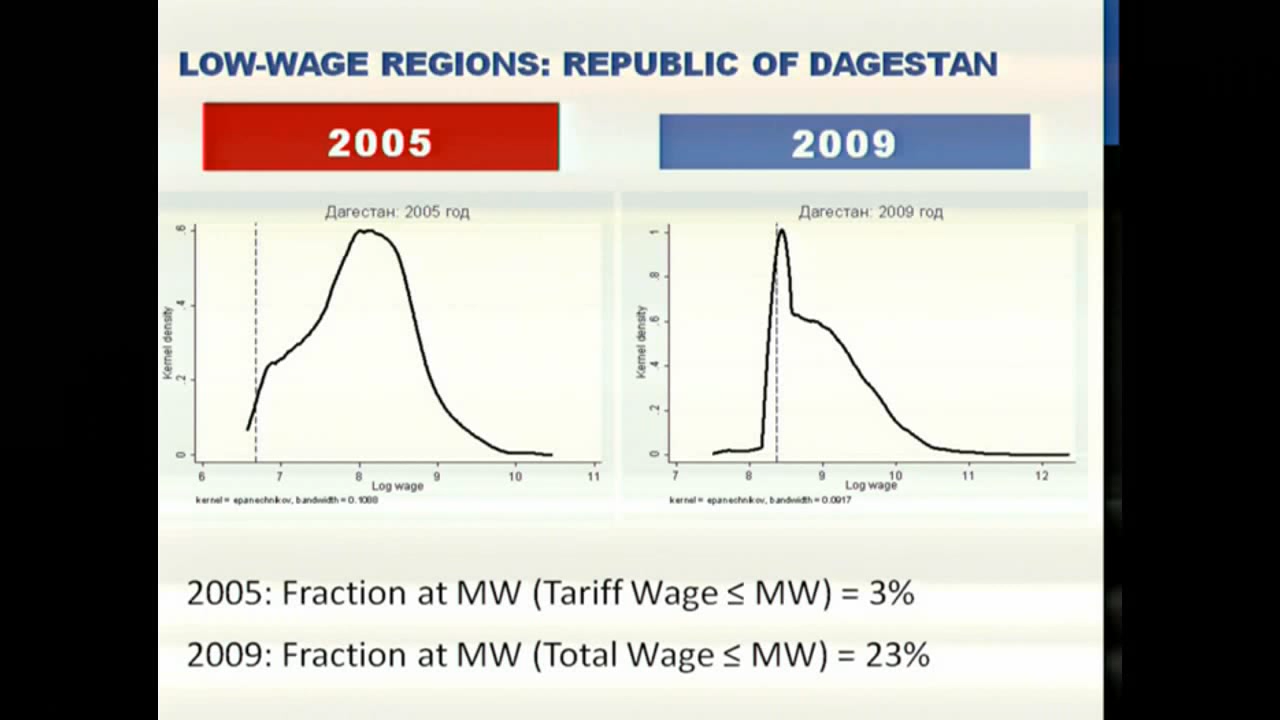 LOW-WAGE REGIONS: REPUBLIC OF DAGESTAN
2005
2009
Дагестан: 2005 год
Kernel density
0 .2 .4 .6
6 7 8 9 10 11
Log wage
kernel = epanechnikov, bandwidth = 0.1088
Дагестан: 2009 год
Kernel density
0 .2 .4 .6 .8 1
7 8 9 10 11 12
Log wage
kernel = epanechnikov, bandwidth = 0.0917
2005: Fraction at MW (Tariff Wage ≤ MW) = 3%
2009: Fraction at MW (Total Wage ≤ MW) = 23%